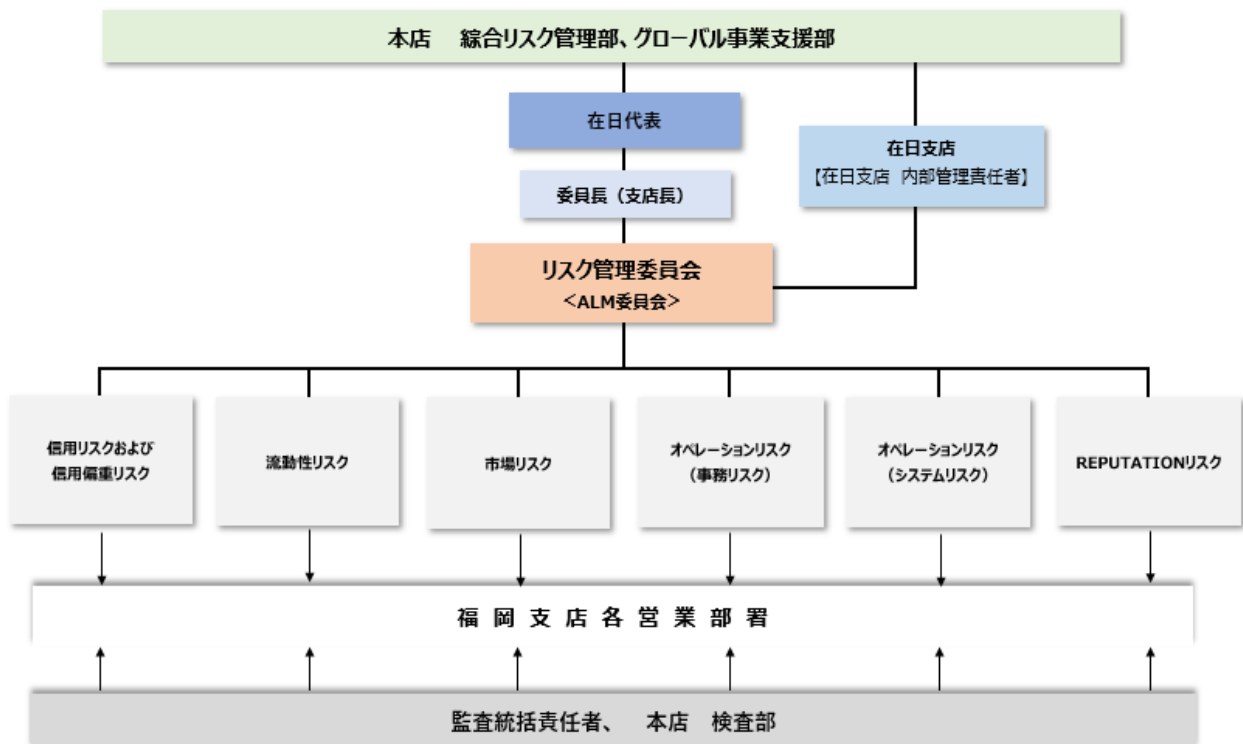 本店　綜合リスク管理部、グローバル事業支援部
在日代表
在日支店
【在日支店 内部管理責任者】
委員長（支店長）
リスク管理委員会
<ALM委員会>
信用リスクおよび
信用偏重リスク
流動性リスク
市場リスク
オペレーションリスク
（事務リスク）
オペレーションリスク
（システムリスク）
REPUTATIONリスク
福 岡 支 店 各 営 業 部 署
監査統括責任者、　本店　検査部